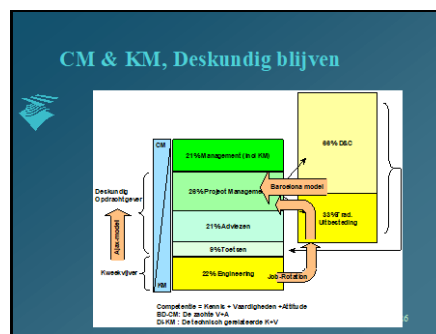 CM & KM, Deskundig blijven
CM
21% Management (incl KM)
66% D&C
Deskundig
Opdrachtgever
26% Project Management
Barcelona model
Ajax-model
21% Adviezen
33% Trad.
Uitbesteding
9% Toetsen
Kweekvijver
22% Engineering
KM
Job-Rotation
Competentie = Kennis + Vaardigheden +Attitude
BD-CM: De zachte V+A
DI-KM : De technisch gerelateerde K+V
6